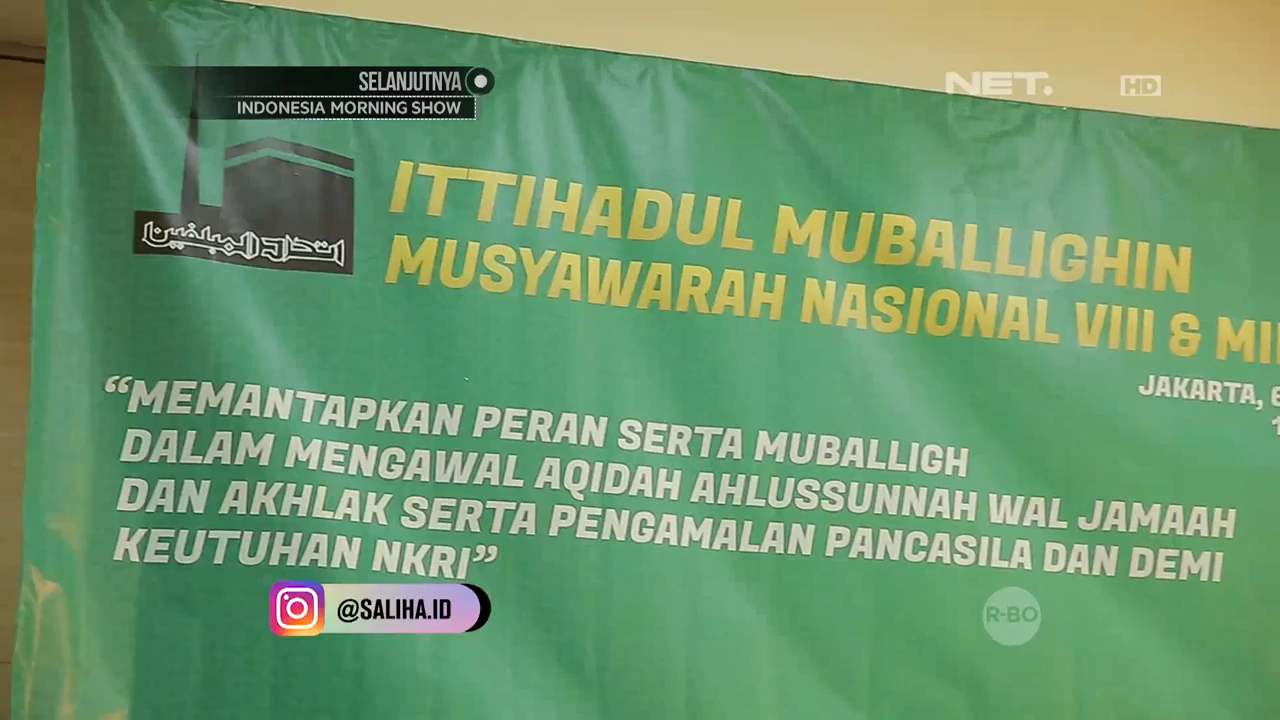 SELANJUTNYA
INDONESIA MORNING SHOW
NET.
HD
اتحاد المبلغين
ITTIHADUL MUBALLIGHIN
MUSYAWARAH NASIONAL VIII &
JAKARTA,
“MEMANTAPKAN PERAN SERTA MUBALLIGH
DALAM MENGAWAL AQIDAH AHLUSSUNNAH WAL JAMAAH
DAN AKHLAK SERTA PENGAMALAN PANCASILA DAN DEMI
KEUTUHAN NKRI”
@SALIHA.ID
R-BO